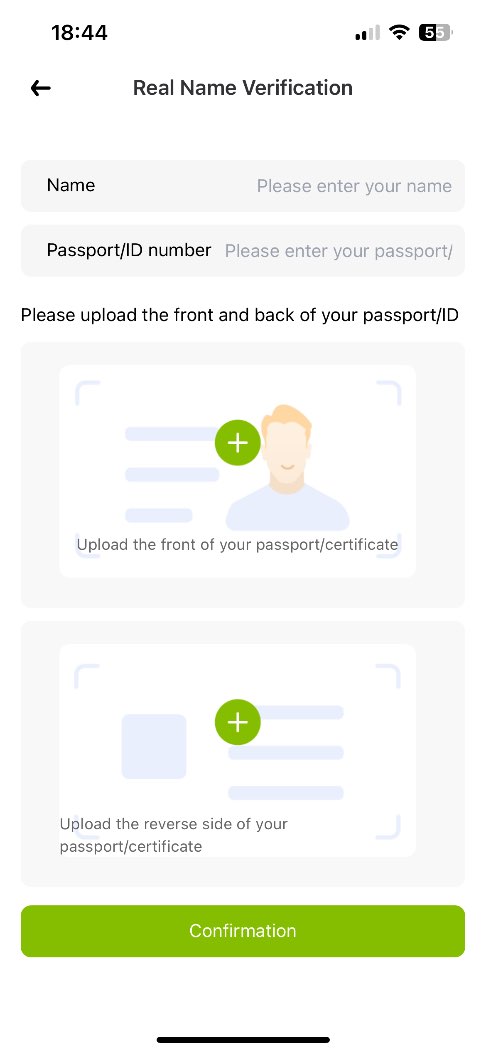 18:44
55
Real Name Verification
Name Please enter your name
Passport/ID number Please enter your passport/
Please upload the front and back of your passport/ID
Upload the front of your passport/certificate
Upload the reverse side of your
passport/certificate
Confirmation